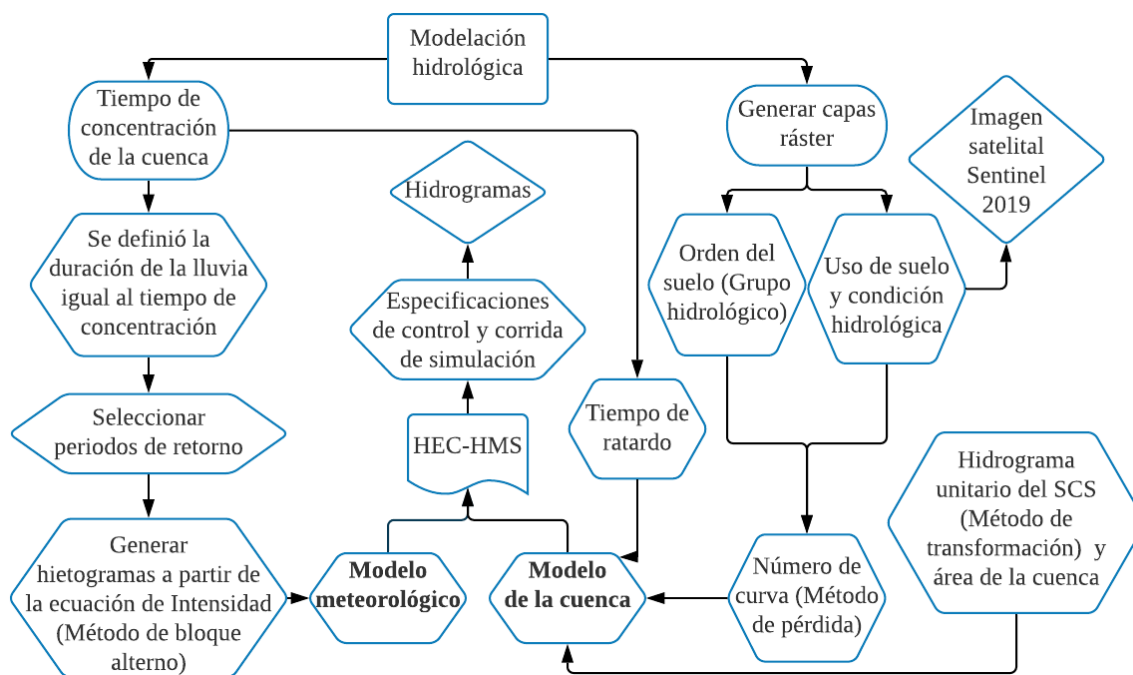 Modelación
hidrológica
Tiempo de
concentración
de la cuenca
Generar capas
ráster
Imagen
satelital
Sentinel
2019
Hidrogramas
Se definió la
duración de la lluvia
igual al tiempo de
concentración
Orden del
suelo (Grupo
hidrológico)
Uso de suelo
y condición
hidrológica
Especificaciones
de control y corrida
de simulación
Seleccionar
periodos de retorno
HEC-HMS
Tiempo de
ratardo
Hidrograma
unitario del SCS
(Método de
transformación) y
área de la cuenca
Generar
hietogramas a partir de
la ecuación de Intensidad
(Método de bloque
alterno)
Modelo
meteorológico
Modelo
de la cuenca
Número de
curva (Método
de pérdida)